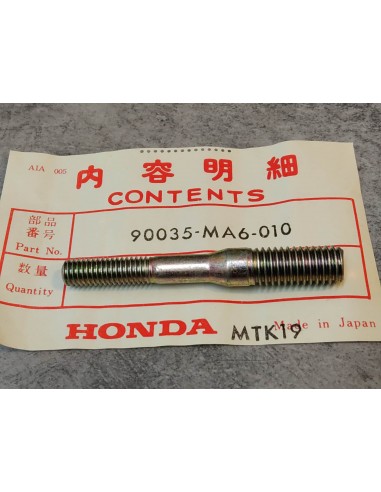 AIA 005
内容明細
CONTENTS
部品
番号
Part No.
90035-MA6-010
数量
Quantity
HONDA
MTK19
Made in Japan